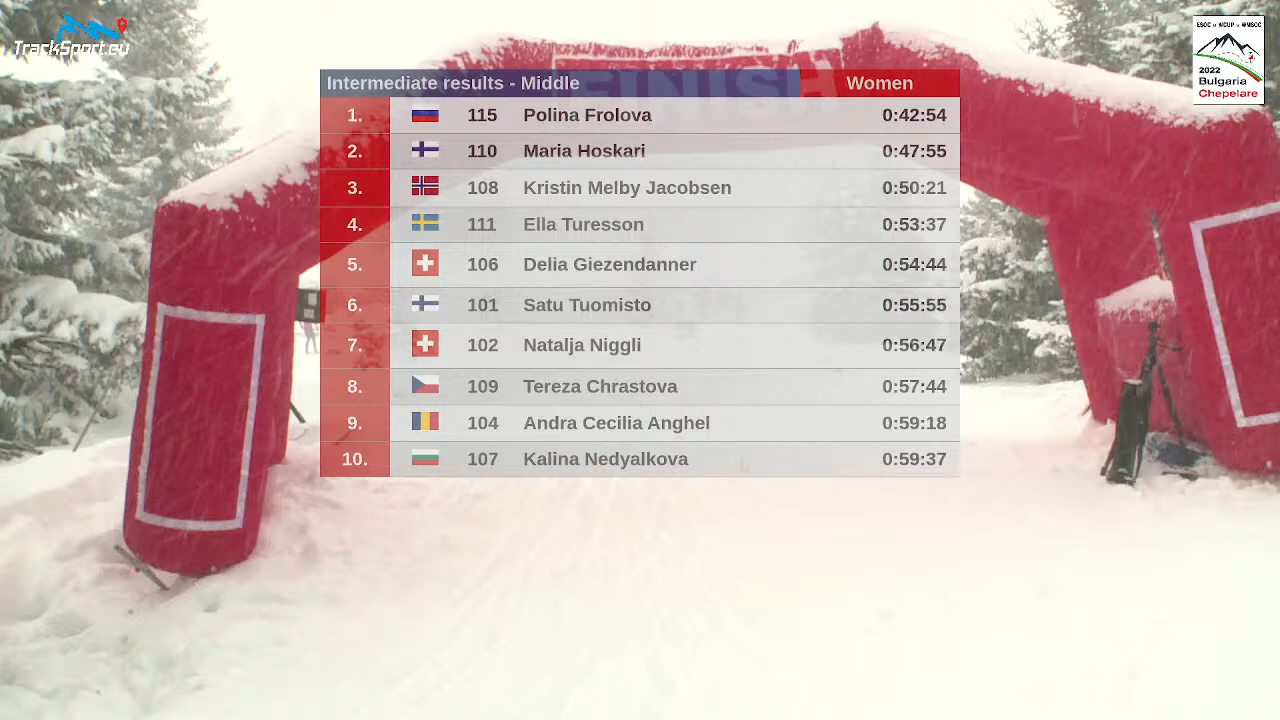 TrackSport.eu
ESOC WCUP WMSOC
2022
Bulgaria
Chepelare
FINISH
Intermediate results - Middle Women
1. 115 Polina Frolova 0:42:54
2. 110 Maria Hoskari 0:47:55
3. 108 Kristin Melby Jacobsen 0:50:21
4. 111 Ella Turesson 0:53:37
5. 106 Delia Giezendanner 0:54:44
6. 101 Satu Tuomisto 0:55:55
7. 102 Natalja Niggli 0:56:47
8. 109 Tereza Chrastova 0:57:44
9. 104 Andra Cecilia Anghel 0:59:18
10. 107 Kalina Nedyalkova 0:59:37